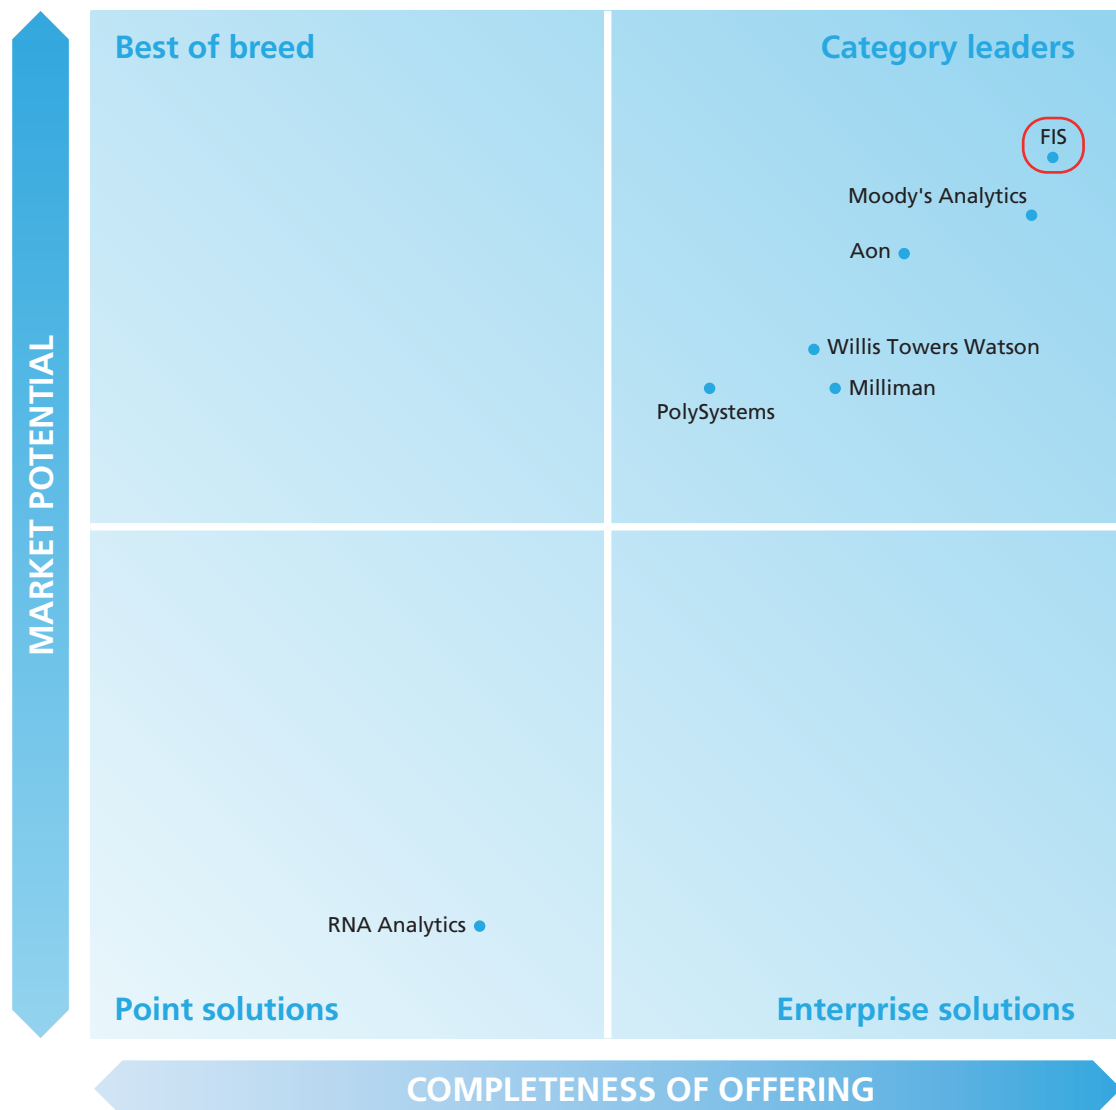 Best of breed
Category leaders
FIS
Moody's Analytics
Aon
Willis Towers Watson
Milliman
PolySystems
MARKET POTENTIAL
RNA Analytics
Point solutions
Enterprise solutions
COMPLETENESS OF OFFERING